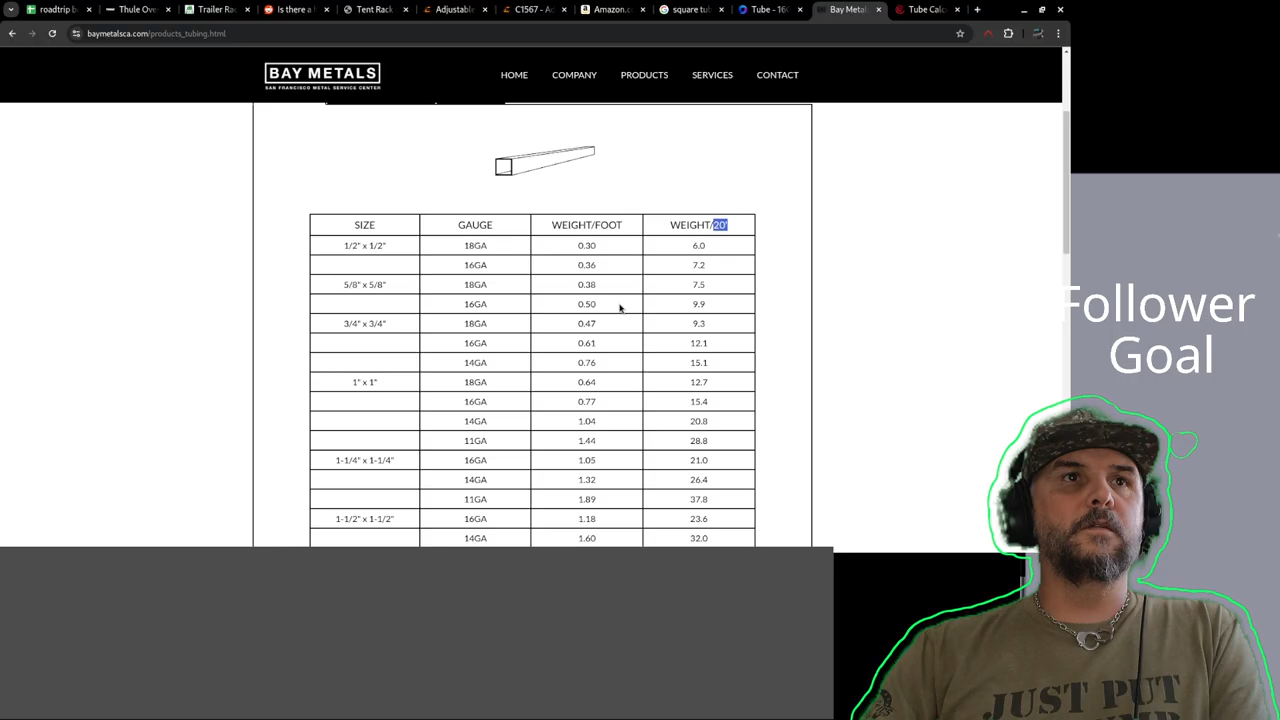 roadtrip b
Thule Over
Trailer Ra
Is there a
Tent Rack
Adjustable
C1567 - A
Amazon.c
square tub
Tube - 16
Bay Metal
Tube Calc
baymetalsca.com/products_tubing.html
BAY METALS
SAN FRANCISCO METAL SERVICE CENTER
HOME COMPANY PRODUCTS SERVICES CONTACT
SIZE GAUGE WEIGHT/FOOT WEIGHT/20'
1/2" x 1/2" 18GA 0.30 6.0
16GA 0.36 7.2
5/8" x 5/8" 18GA 0.38 7.5
16GA 0.50 9.9
3/4" x 3/4" 18GA 0.47 9.3
16GA 0.61 12.1
14GA 0.76 15.1
1" x 1" 18GA 0.64 12.7
16GA 0.77 15.4
14GA 1.04 20.8
11GA 1.44 28.8
1-1/4" x 1-1/4" 16GA 1.05 21.0
14GA 1.32 26.4
11GA 1.89 37.8
1-1/2" x 1-1/2" 16GA 1.18 23.6
14GA 1.60 32.0
Follower
Goal
JUST PUT